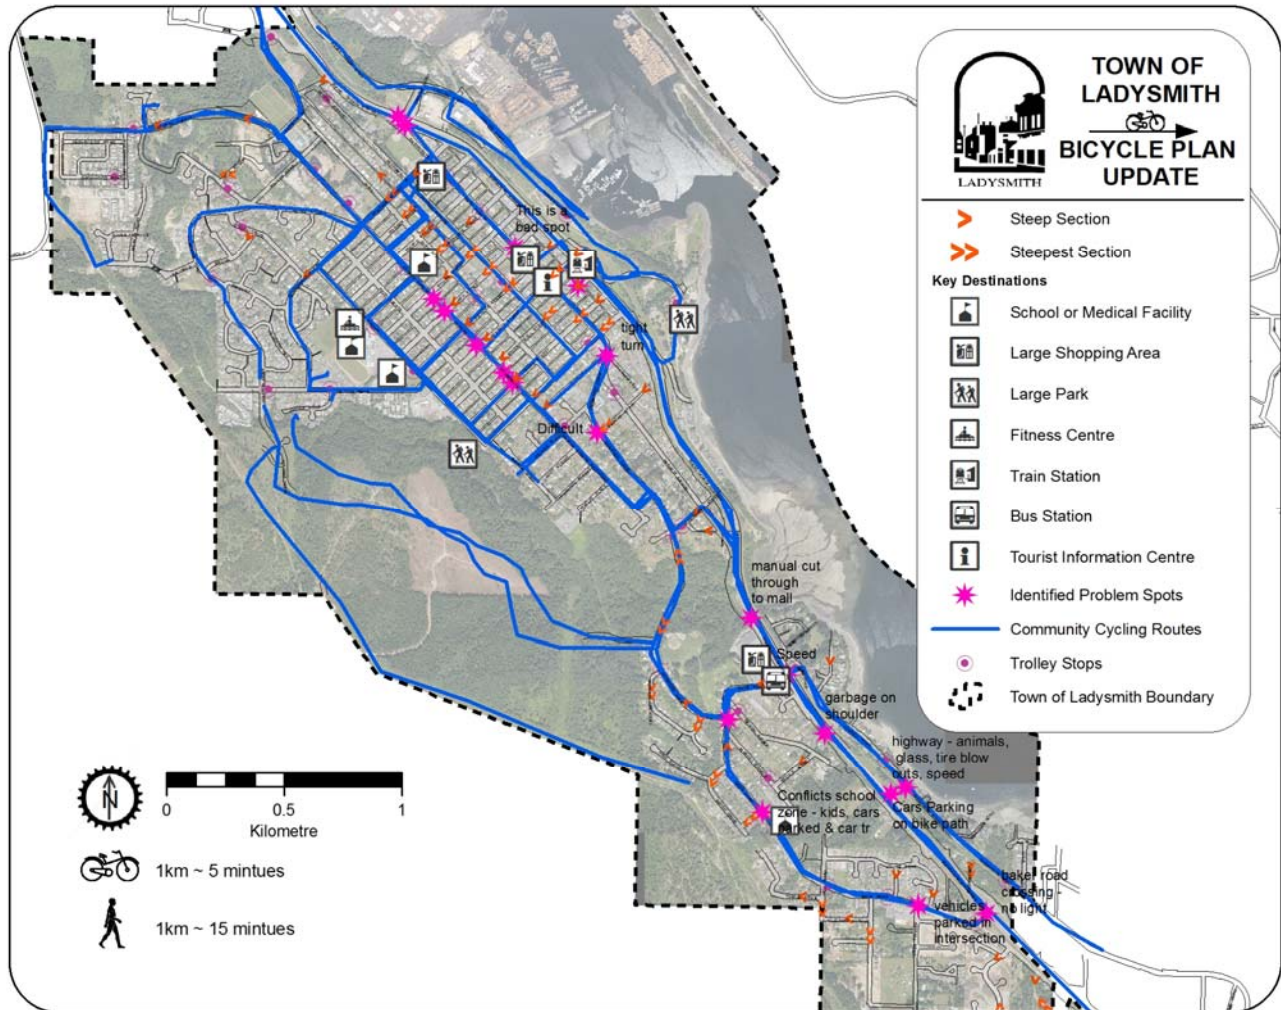 TOWN OF
LADYSMITH
BICYCLE PLAN
UPDATE
LADYSMITH
Steep Section
Steepest Section
Key Destinations
School or Medical Facility
Large Shopping Area
Large Park
Fitness Centre
Train Station
Bus Station
Tourist Information Centre
Identified Problem Spots
Community Cycling Routes
Trolley Stops
Town of Ladysmith Boundary
This is a
bad spot
tight
turn
Difficult
manual cut
through
to mall
Speed
garbage on
shoulder
highway - animals,
glass, tire blow
outs, speed
Cars Parking
on bike path
Conflicts school
zone - kids, cars
parked & car tr
baker road
crossing -
no light
vehicles
parked in
intersection
N
0 0.5 1
Kilometre
1km ~ 5 mintues
1km ~ 15 mintues